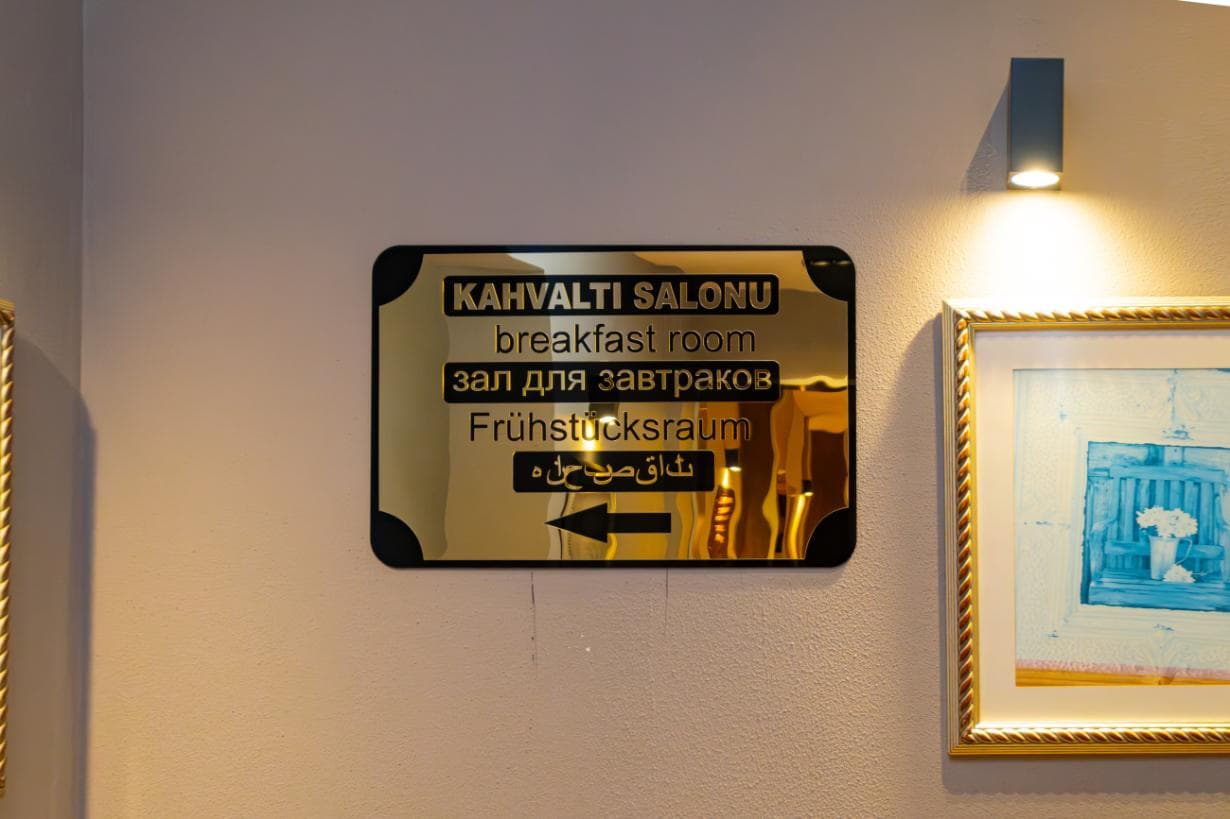 KAHVALTI SALONU
breakfast room
зал для завтраков
Frühstücksraum